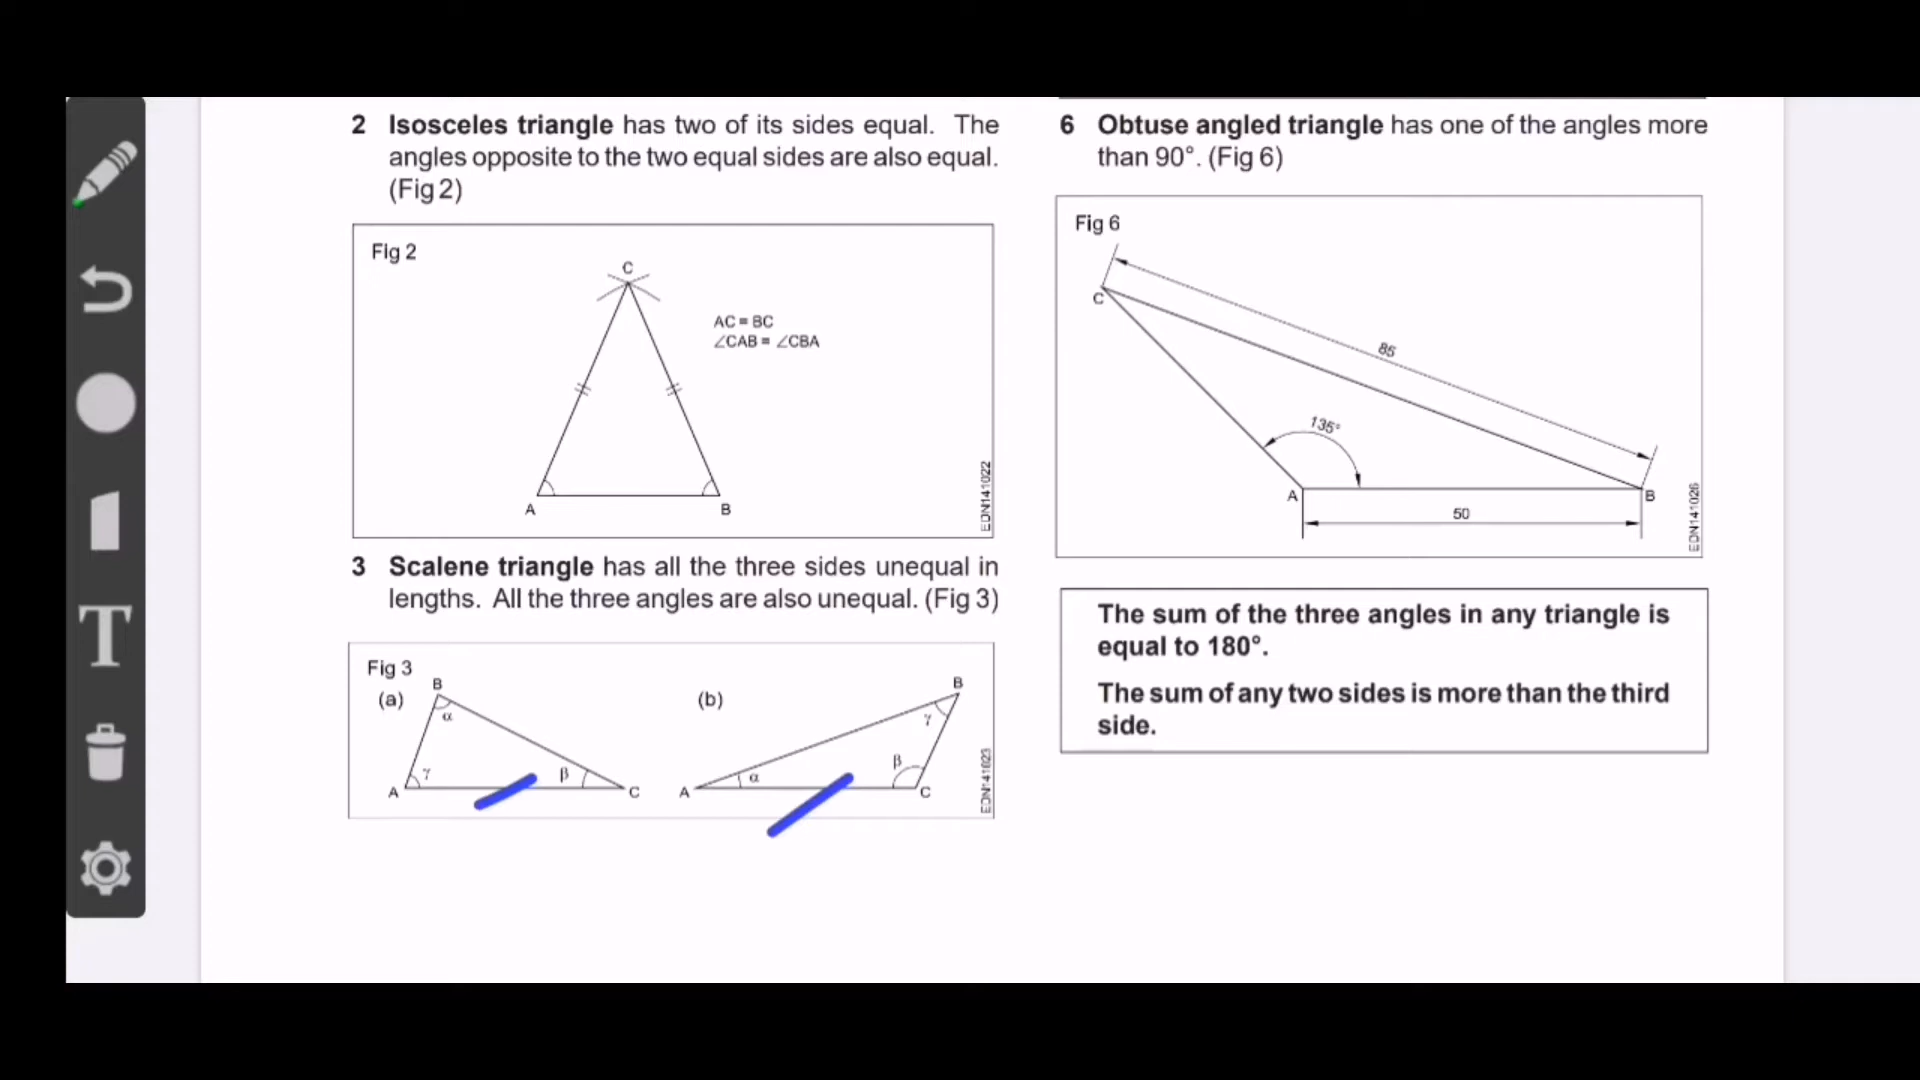 2 Isosceles triangle has two of its sides equal. The
angles opposite to the two equal sides are also equal.
(Fig 2)
Fig 2
C
AC = BC
∠CAB = ∠CBA
A
B
EDN141022
3 Scalene triangle has all the three sides unequal in
lengths. All the three angles are also unequal. (Fig 3)
Fig 3
(a)
B
α
γ
β
A
C
(b)
B
γ
β
α
A
C
EDN141023
6 Obtuse angled triangle has one of the angles more
than 90°. (Fig 6)
Fig 6
C
85
135°
A
B
50
EDN141026
The sum of the three angles in any triangle is
equal to 180°.
The sum of any two sides is more than the third
side.
T